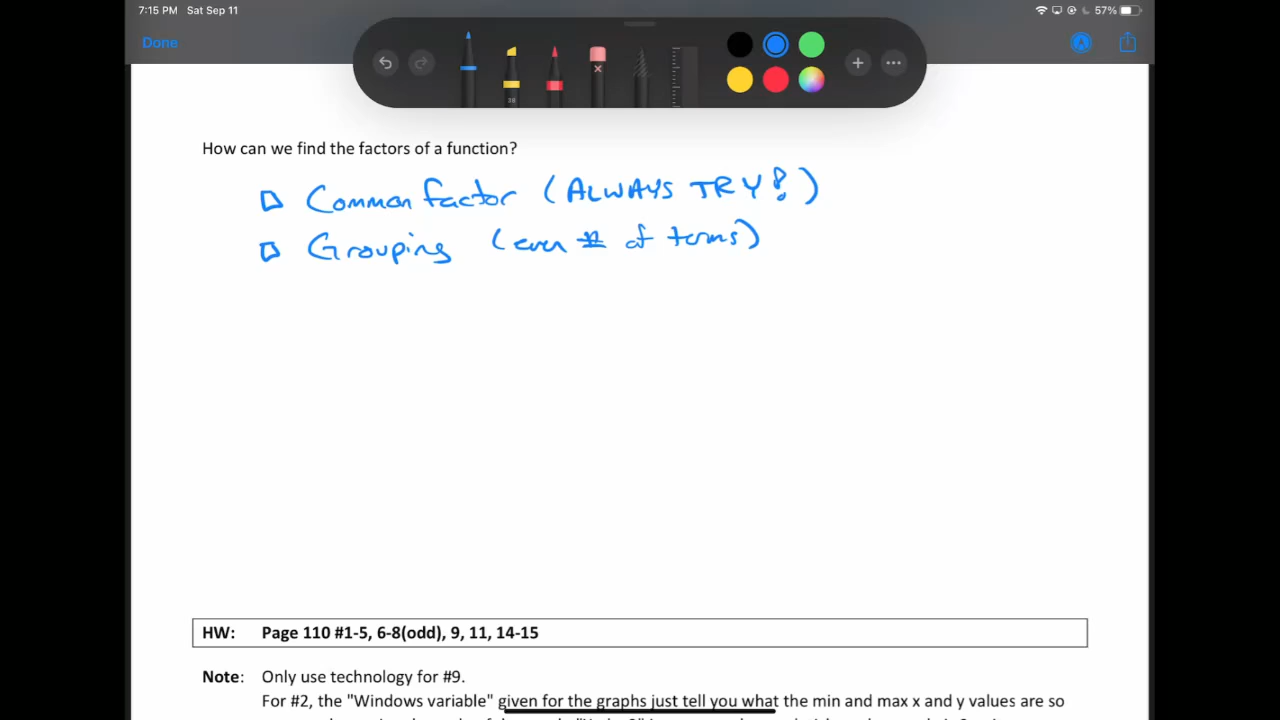 7:15 PM Sat Sep 11 57%
Done
28
How can we find the factors of a function?
Common factor (ALWAYS TRY!)
Grouping (even # of terms)
HW: Page 110 #1-5, 6-8(odd), 9, 11, 14-15
Note: Only use technology for #9.
For #2, the "Windows variable" given for the graphs just tell you what the min and max x and y values are so